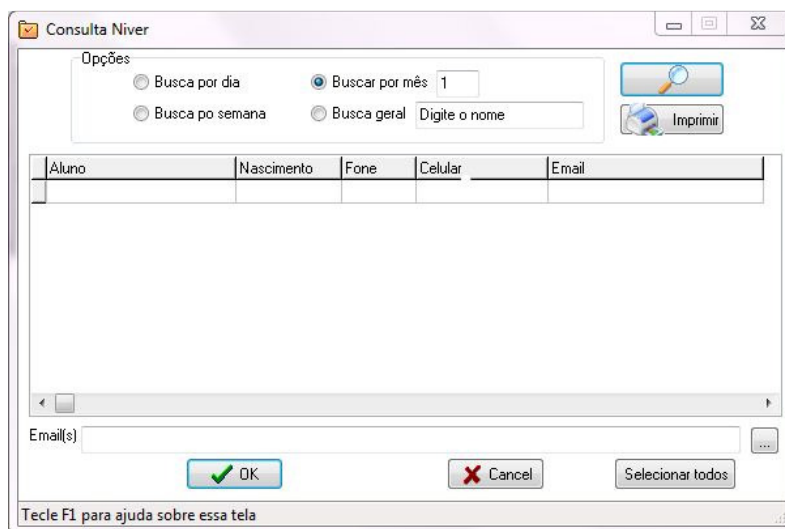 Consulta Niver
Opções
Busca por dia
Buscar por mês 1
Busca po semana
Busca geral Digite o nome
Imprimir
Aluno Nascimento Fone Celular Email
Email(s) ...
OK Cancel Selecionar todos
Tecle F1 para ajuda sobre essa tela